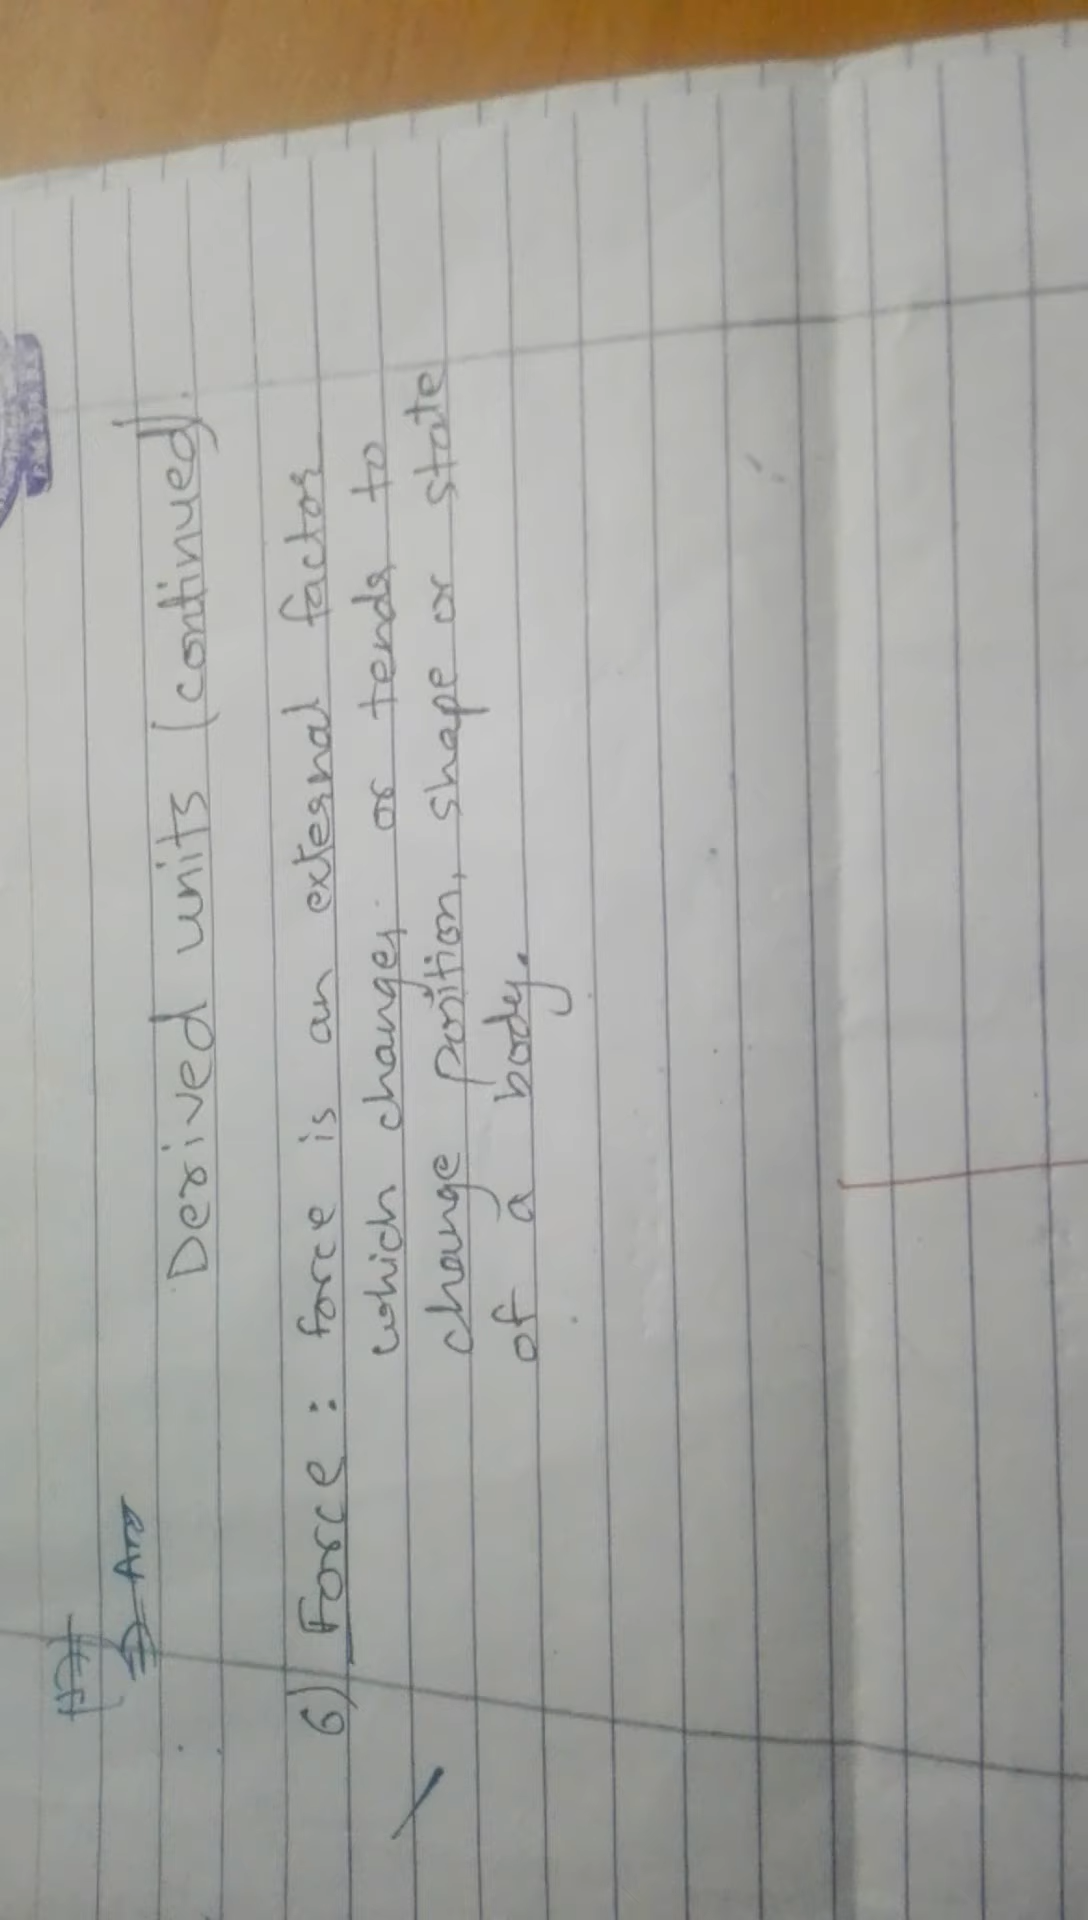 Derived units (continued).
6) Force : force is an external factor
which changes or tends to
change position, shape or state
of a body.